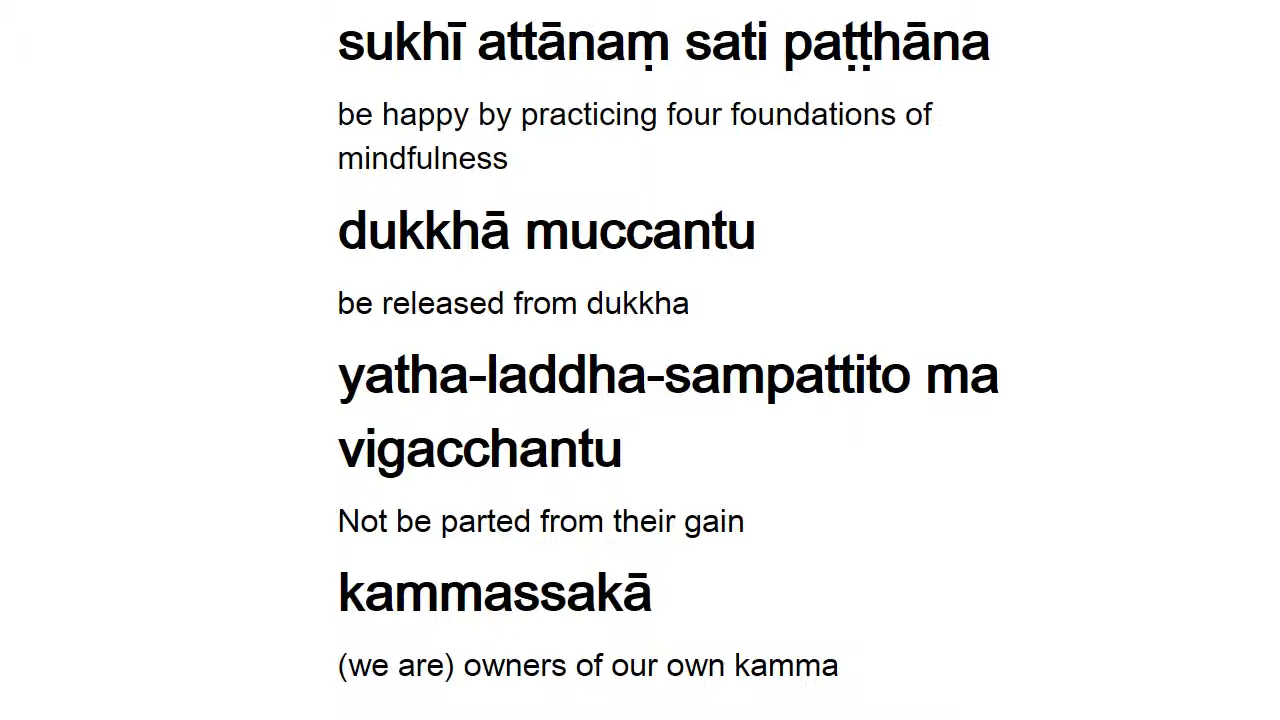 sukhī attānaṃ sati paṭṭhāna
be happy by practicing four foundations of
mindfulness
dukkhā muccantu
be released from dukkha
yatha-laddha-sampattito ma
vigacchantu
Not be parted from their gain
kammassakā
(we are) owners of our own kamma